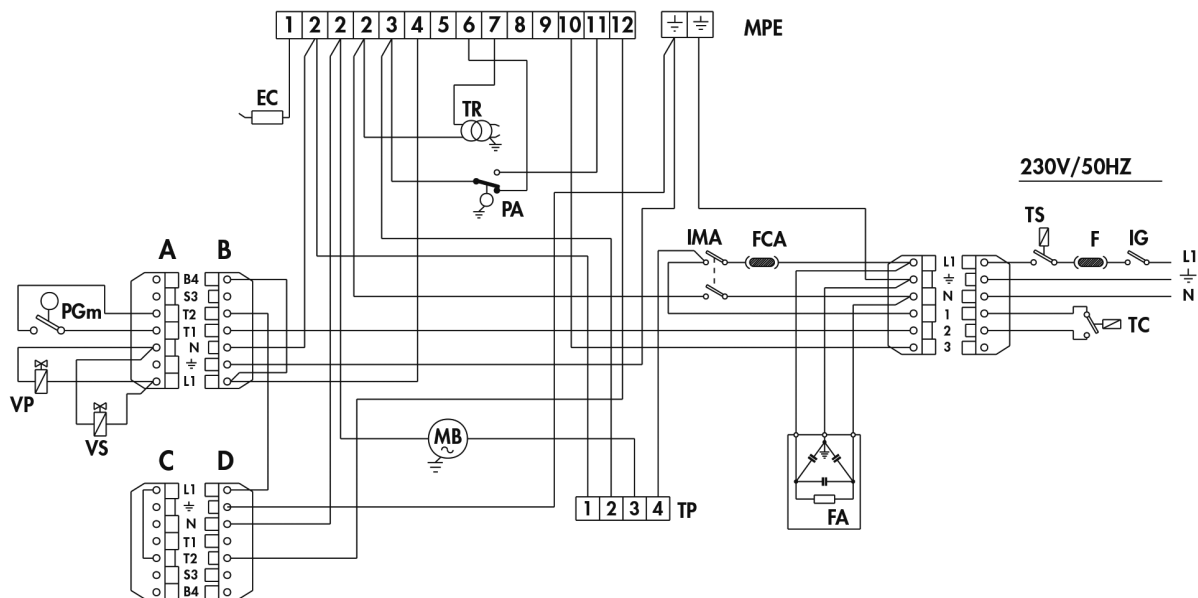 1 2 2 2 3 4 5 6 7 8 9 10 11 12
MPE
EC
TR
PA
230V/50HZ
TS
F
IG
IMA
FCA
L1
L1
N
N
1
2
3
TC
A B
B4
S3
T2
T1
N
L1
PGm
VP
VS
MB
C D
L1
N
T1
T2
S3
B4
1 2 3 4 TP
FA